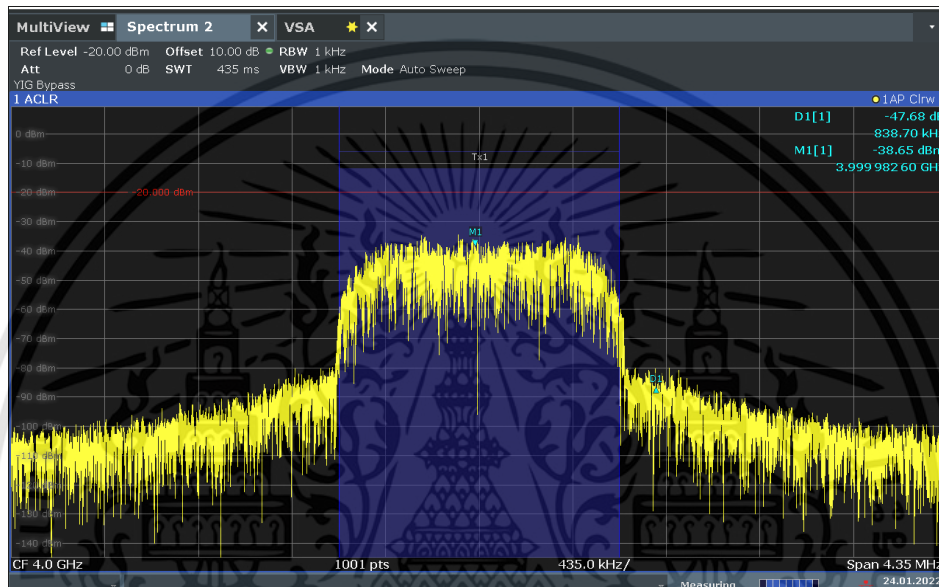 MultiView Spectrum 2 X VSA X
Ref Level -20.00 dBm Offset 10.00 dB RBW 1 kHz
Att 0 dB SWT 435 ms VBW 1 kHz Mode Auto Sweep
YIG Bypass
1 ACLR 1AP Clrw
D1[1] -47.68 d
838.70 kH
M1[1] -38.65 dBm
3.999 982 60 GH
0 dBm
Tx1
-10 dBm
-20 dBm
-20.000 dBm
-30 dBm
M1
-40 dBm
-50 dBm
-60 dBm
-70 dBm
-80 dBm
D1
-90 dBm
-100 dBm
-110 dBm
-130 dBm
-140 dBm
CF 4.0 GHz 1001 pts 435.0 kHz/ Span 4.35 MHz
Measuring 24.01.202